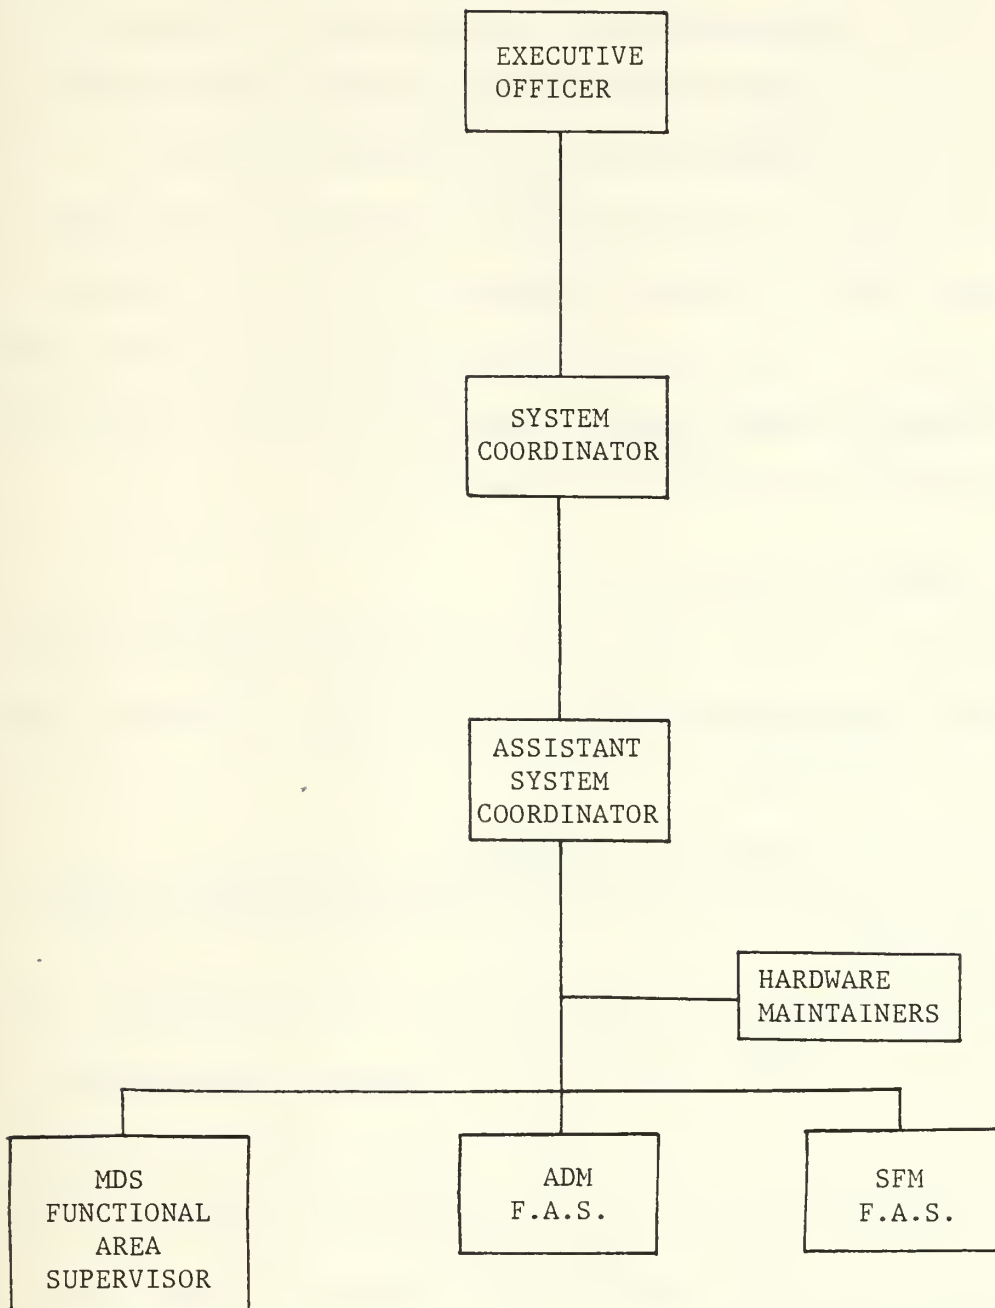 EXECUTIVE
OFFICER
SYSTEM
COORDINATOR
ASSISTANT
SYSTEM
COORDINATOR
HARDWARE
MAINTAINERS
MDS
FUNCTIONAL
AREA
SUPERVISOR
ADM
F.A.S.
SFM
F.A.S.